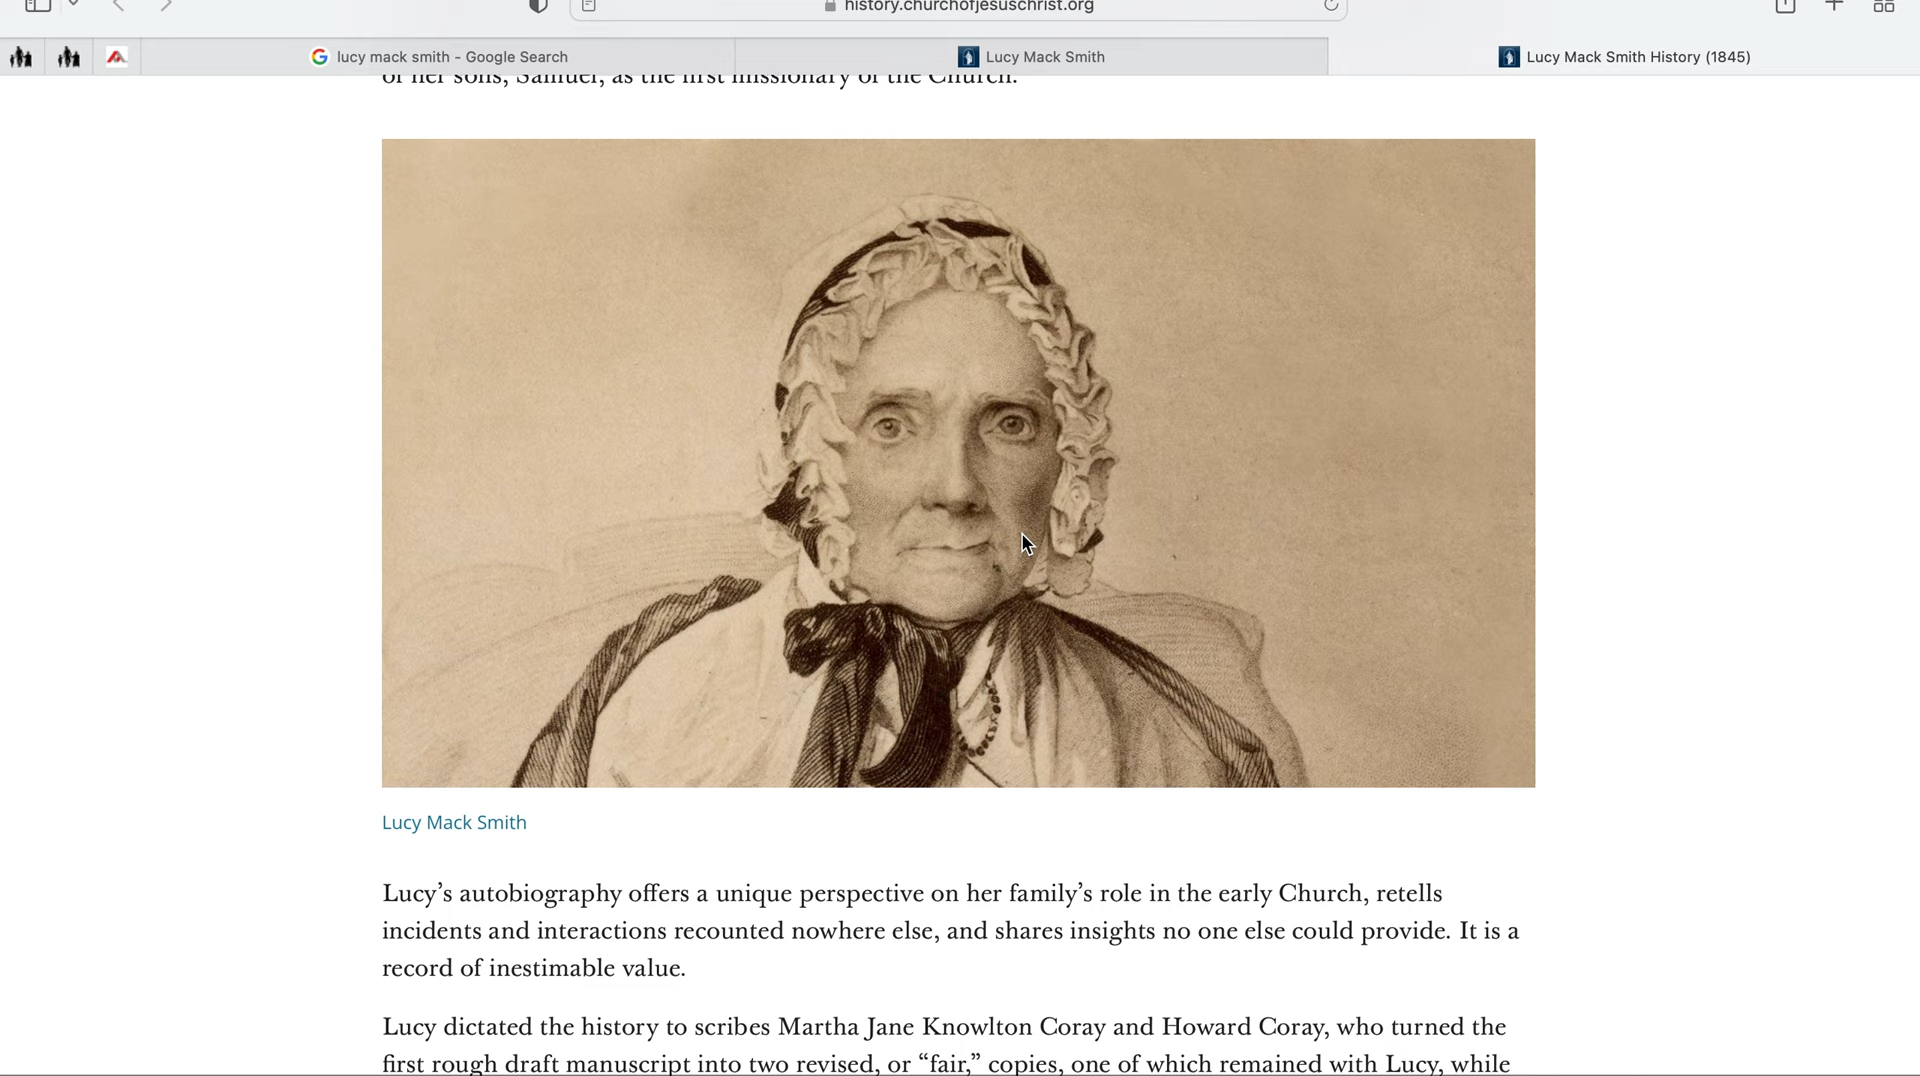 history.churchofjesuschrist.org
lucy mack smith - Google Search
Lucy Mack Smith
Lucy Mack Smith History (1845)
of her sons, Samuel, as the first missionary of the Church.
Lucy Mack Smith
Lucy’s autobiography offers a unique perspective on her family’s role in the early Church, retells
incidents and interactions recounted nowhere else, and shares insights no one else could provide. It is a
record of inestimable value.
Lucy dictated the history to scribes Martha Jane Knowlton Coray and Howard Coray, who turned the
first rough draft manuscript into two revised, or “fair,” copies, one of which remained with Lucy, while